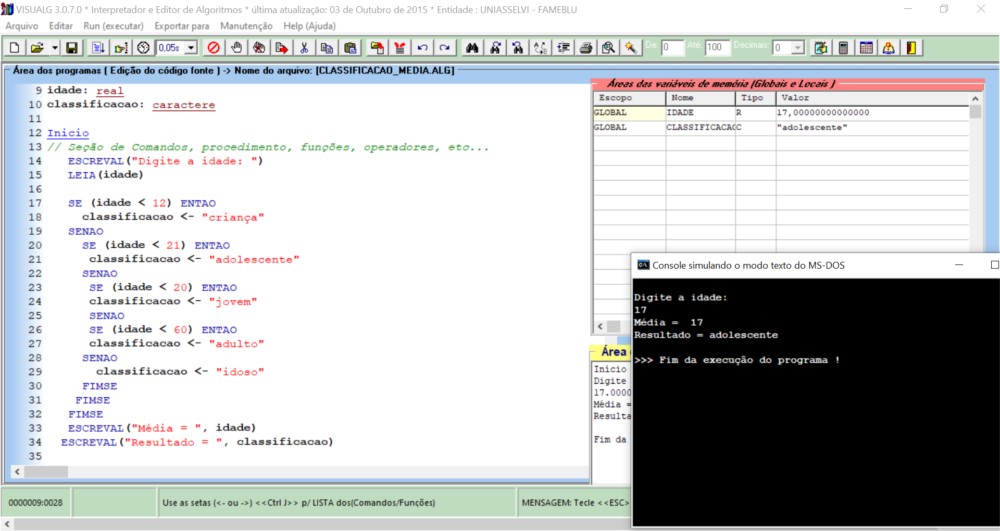 VISUALG 3.0.7.0 * Interpretador e Editor de Algoritmos * última atualização: 03 de Outubro de 2015 * Entidade : UNIASSELVI - FAMEBLU
Arquivo Editar Run (executar) Exportar para Manutenção Help (Ajuda)
0,05s De: 0 Até: 100 Decimais: 0
Área dos programas ( Edição do código fonte ) -> Nome do arquivo: [CLASSIFICACAO_MEDIA.ALG]
9 idade: real
10 classificacao: caractere
11
12 Inicio
13 // Seção de Comandos, procedimento, funções, operadores, etc...
14 ESCREVAL("Digite a idade: ")
15 LEIA(idade)
16
17 SE (idade < 12) ENTAO
18 classificacao <- "criança"
19 SENAO
20 SE (idade < 21) ENTAO
21 classificacao <- "adolescente"
22 SENAO
23 SE (idade < 20) ENTAO
24 classificacao <- "jovem"
25 SENAO
26 SE (idade < 60) ENTAO
27 classificacao <- "adulto"
28 SENAO
29 classificacao <- "idoso"
30 FIMSE
31 FIMSE
32 FIMSE
33 ESCREVAL("Média = ", idade)
34 ESCREVAL("Resultado = ", classificacao)
35
Áreas das variáveis de memória (Globais e Locais )
Escopo Nome Tipo Valor
GLOBAL IDADE R 17,00000000000000
GLOBAL CLASSIFICACAO C "adolescente"
Console simulando o modo texto do MS-DOS
Digite a idade:
17
Média = 17
Resultado = adolescente
>>> Fim da execução do programa !
Área
Início
Digite
17.0000
Média =
Resulta
Fim da
0000009:0028 Use as setas (<- ou ->) <<Ctrl J>> p/ LISTA dos(Comandos/Funções) MENSAGEM: Tecle <<ESC>